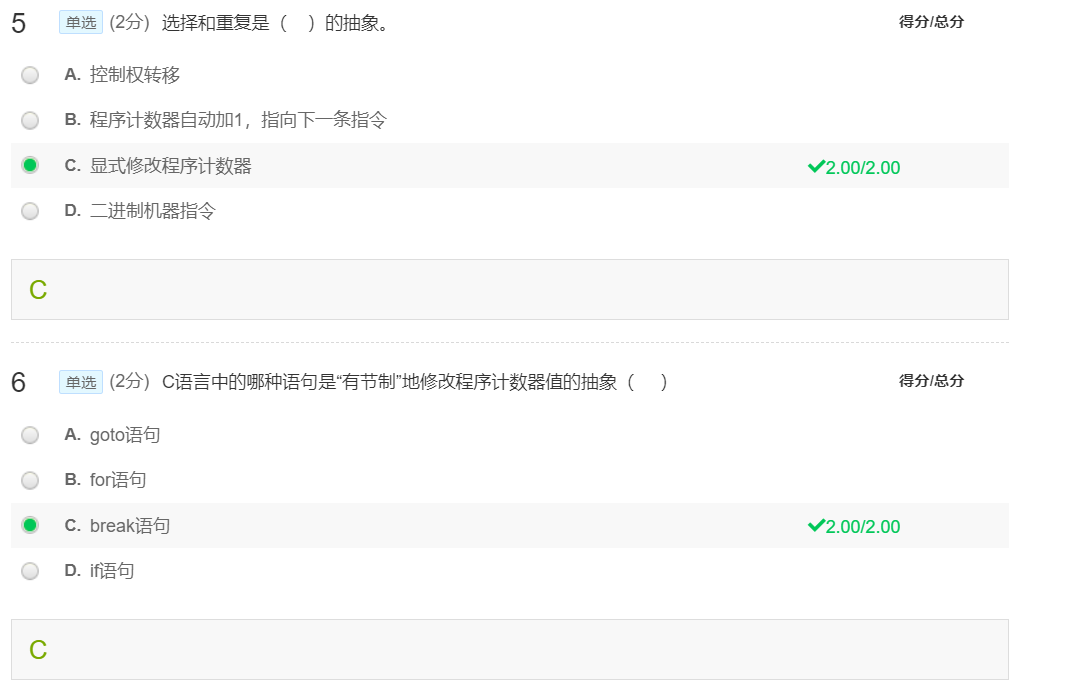 5 单选 (2分) 选择和重复是（ ）的抽象。 得分/总分
A. 控制权转移
B. 程序计数器自动加1，指向下一条指令
C. 显式修改程序计数器 2.00/2.00
D. 二进制机器指令
C
6 单选 (2分) C语言中的哪种语句是“有节制”地修改程序计数器值的抽象（ ） 得分/总分
A. goto语句
B. for语句
C. break语句 2.00/2.00
D. if语句
C